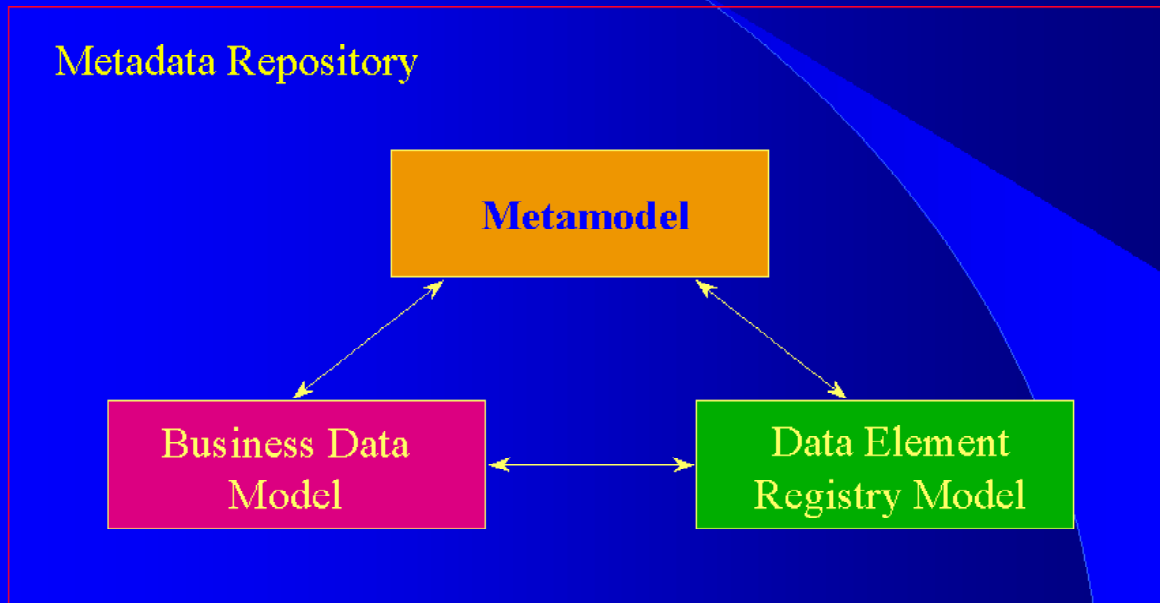 Metadata Repository
Metamodel
Business Data
Model
Data Element
Registry Model